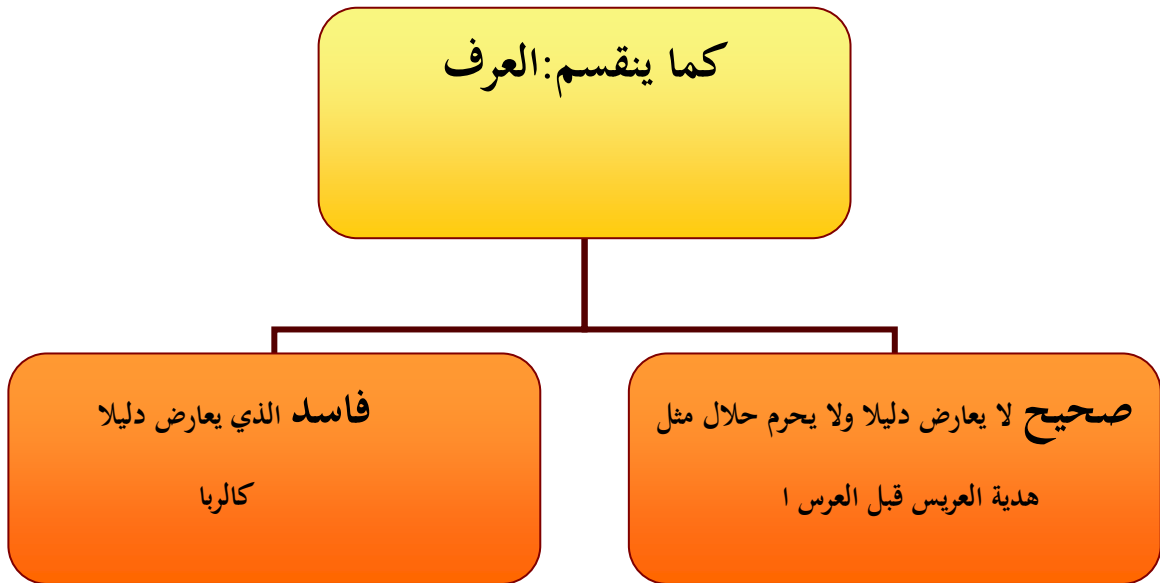 كما ينقسم:العرف
صحيح لا يعارض دليلا ولا يحرم حلال مثل
هدية العريس قبل العرس ا
فاسد الذي يعارض دليلا
كالربا